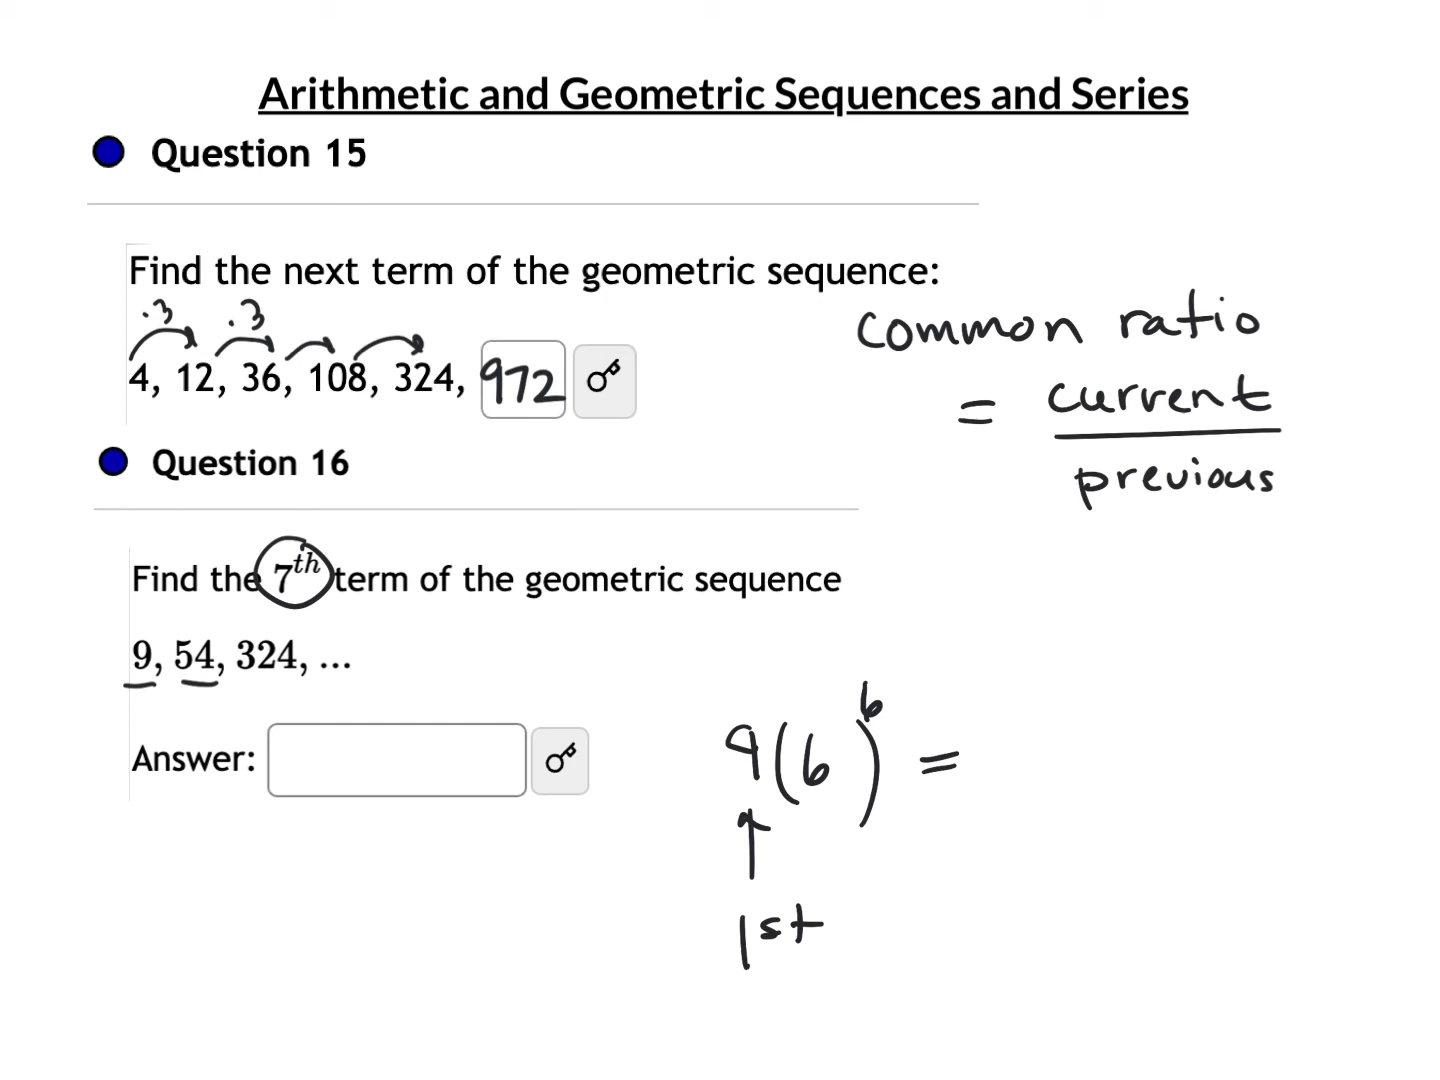 Arithmetic and Geometric Sequences and Series
Question 15
Find the next term of the geometric sequence:
.3 .3
4, 12, 36, 108, 324, 972
common ratio
= current
previous
Question 16
Find the 7th term of the geometric sequence
9, 54, 324, ...
Answer:
9(6)^6 =
1st